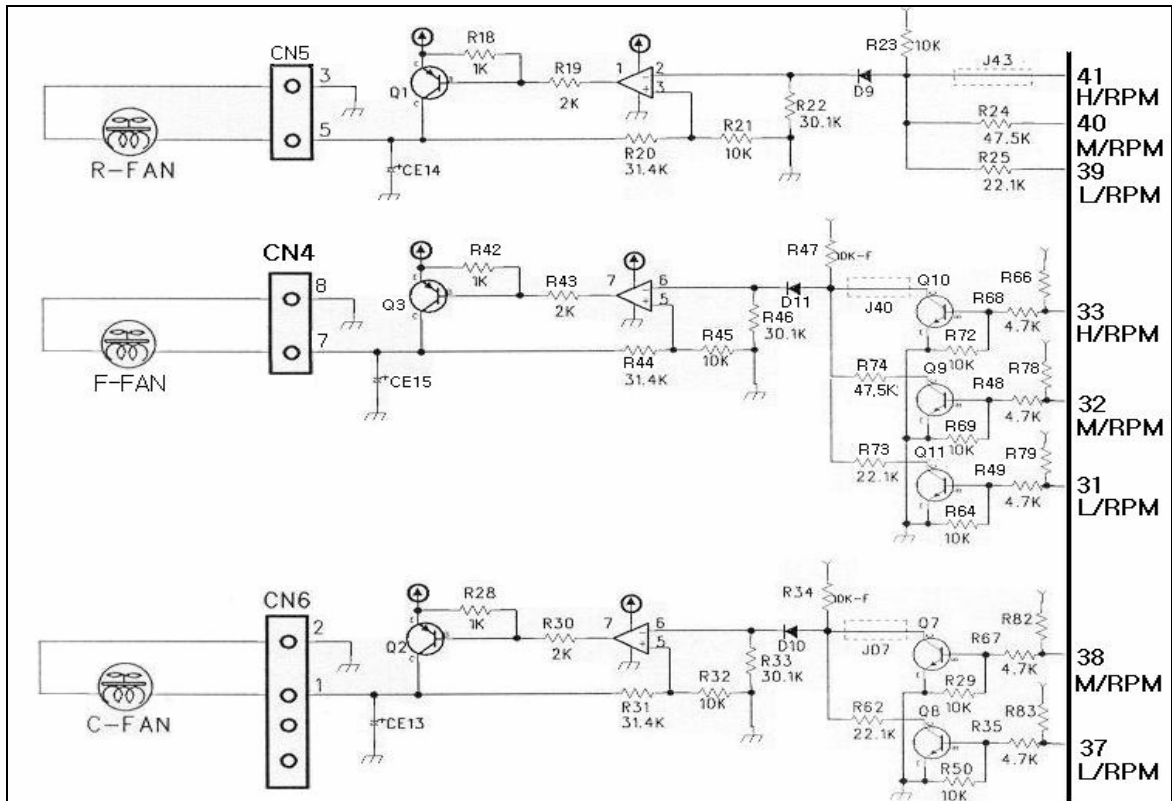 CN5
3
5
R-FAN
R18
1K
Q1
R19
2K
1
2
3
R20
31.4K
R21
10K
R22
30.1K
D9
R23
10K
J43
R24
47.5K
R25
22.1K
+CE14
41
H/RPM
40
M/RPM
39
L/RPM
CN4
8
7
F-FAN
R42
1K
Q3
R43
2K
7
6
5
R44
31.4K
R45
10K
R46
30.1K
D11
R47
10K-F
J40
Q10
R68
4.7K
R66
R72
10K
R74
47.5K
Q9
R48
4.7K
R78
R69
10K
R73
22.1K
Q11
R49
4.7K
R79
R64
10K
+CE15
33
H/RPM
32
M/RPM
31
L/RPM
CN6
2
1
C-FAN
R28
1K
Q2
R30
2K
7
6
5
R31
31.4K
R32
10K
R33
30.1K
D10
R34
10K-F
J07
Q7
R67
4.7K
R82
R29
10K
R62
22.1K
Q8
R35
4.7K
R83
R50
10K
+CE13
38
M/RPM
37
L/RPM